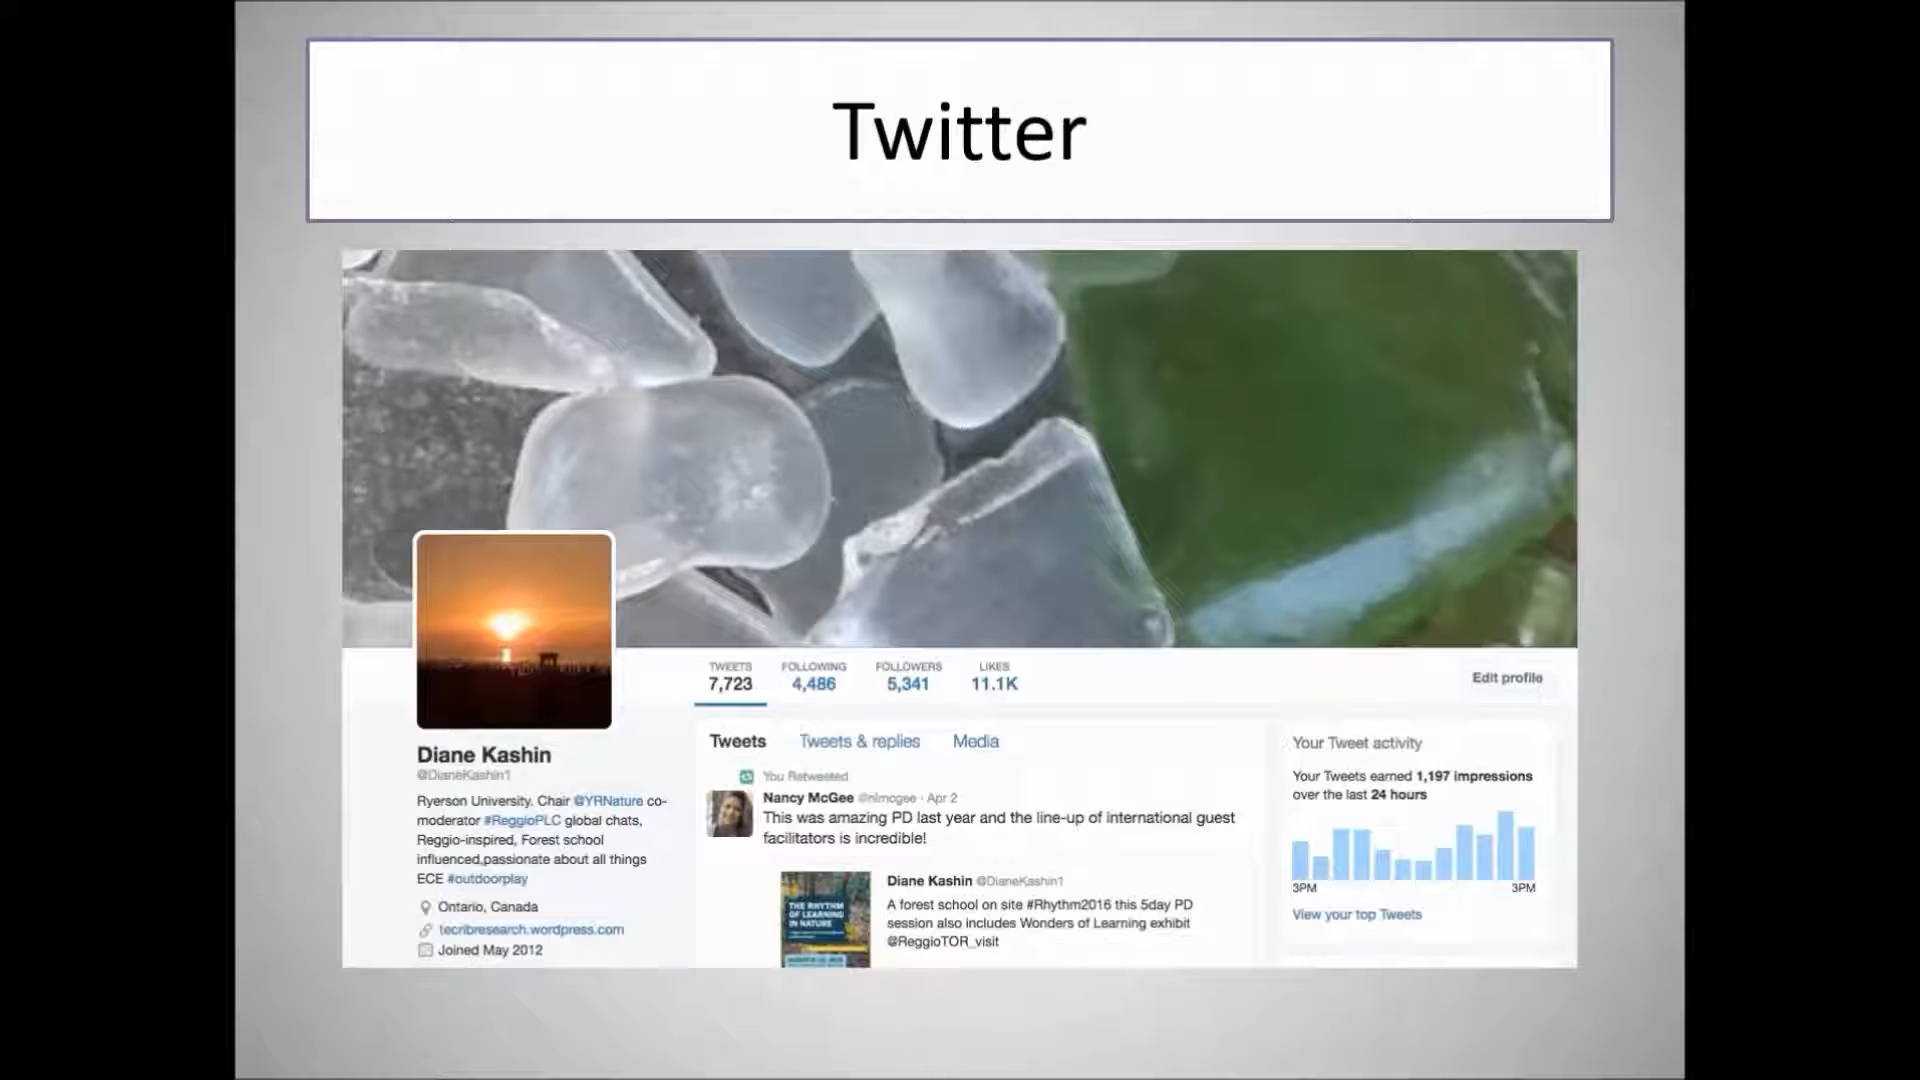 Twitter
TWEETS FOLLOWING FOLLOWERS LIKES
7,723 4,486 5,341 11.1K
Edit profile
Diane Kashin
@DianeKashin1
Ryerson University. Chair @YRNature co-
moderator #ReggioPLC global chats,
Reggio-inspired, Forest school
influenced,passionate about all things
ECE #outdoorplay
Ontario, Canada
tecribresearch.wordpress.com
Joined May 2012
Tweets Tweets & replies Media
You Retweeted
Nancy McGee @nlmcgee · Apr 2
This was amazing PD last year and the line-up of international guest
facilitators is incredible!
THE RHYTHM
OF LEARNING
IN NATURE
Diane Kashin @DianeKashin1
A forest school on site #Rhythm2016 this 5day PD
session also includes Wonders of Learning exhibit
@ReggioTOR_visit
Your Tweet activity
Your Tweets earned 1,197 impressions
over the last 24 hours
3PM 3PM
View your top Tweets